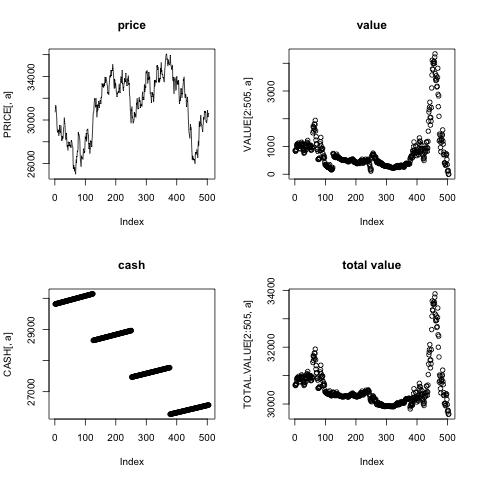 price
PRICE[, a]
26000 30000 34000
0 100 200 300 400 500
Index
value
VALUE[2:505, a]
0 1000 3000
0 100 200 300 400 500
Index
cash
CASH[, a]
27000 29000
0 100 200 300 400 500
Index
total value
TOTAL.VALUE[2:505, a]
30000 32000 34000
0 100 200 300 400 500
Index